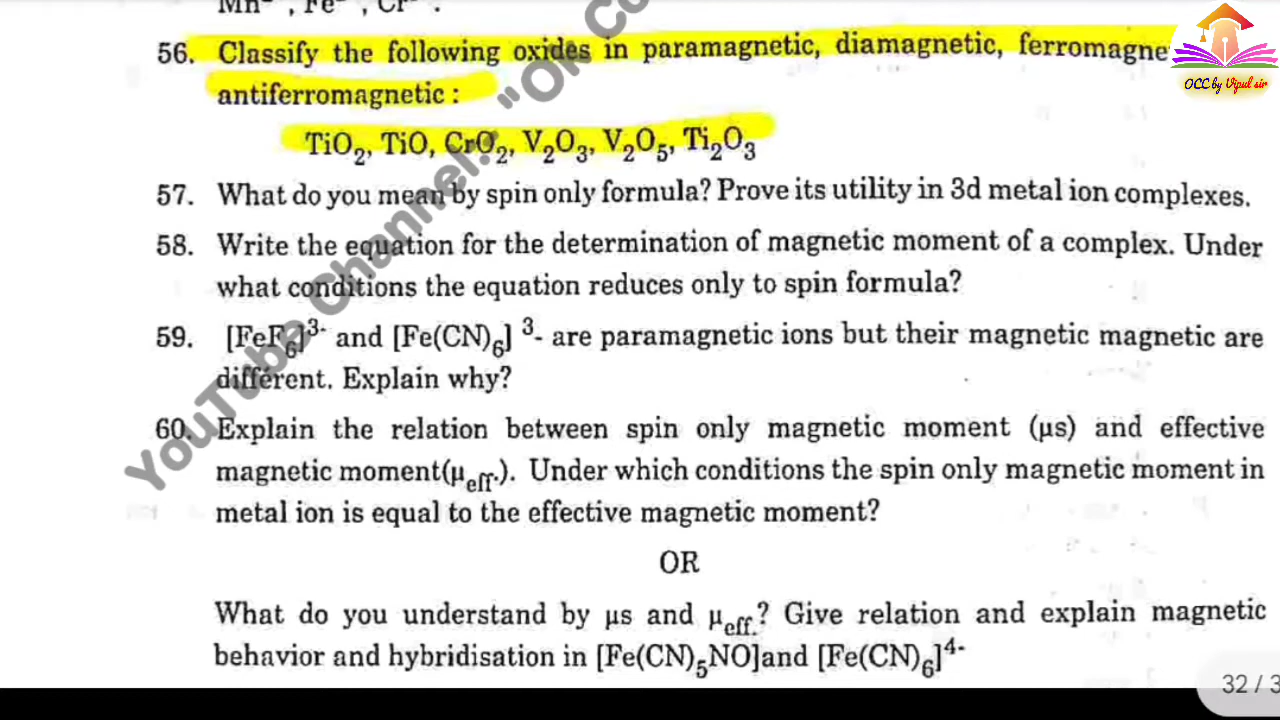 Mn , Fe , Cr .
56. Classify the following oxides in paramagnetic, diamagnetic, ferromagne
antiferromagnetic :
TiO₂, TiO, CrO₂, V₂O₃, V₂O₅, Ti₂O₃
57. What do you mean by spin only formula? Prove its utility in 3d metal ion complexes.
58. Write the equation for the determination of magnetic moment of a complex. Under
what conditions the equation reduces only to spin formula?
59. [FeF₆]³⁻ and [Fe(CN)₆] ³⁻ are paramagnetic ions but their magnetic magnetic are
different. Explain why?
60. Explain the relation between spin only magnetic moment (μs) and effective
magnetic moment(μeff.). Under which conditions the spin only magnetic moment in
metal ion is equal to the effective magnetic moment?
OR
What do you understand by μs and μeff.? Give relation and explain magnetic
behavior and hybridisation in [Fe(CN)₅NO]and [Fe(CN)₆]⁴⁻
YouTube Channel:- "O
OCC by Vipul sir
32 / 3